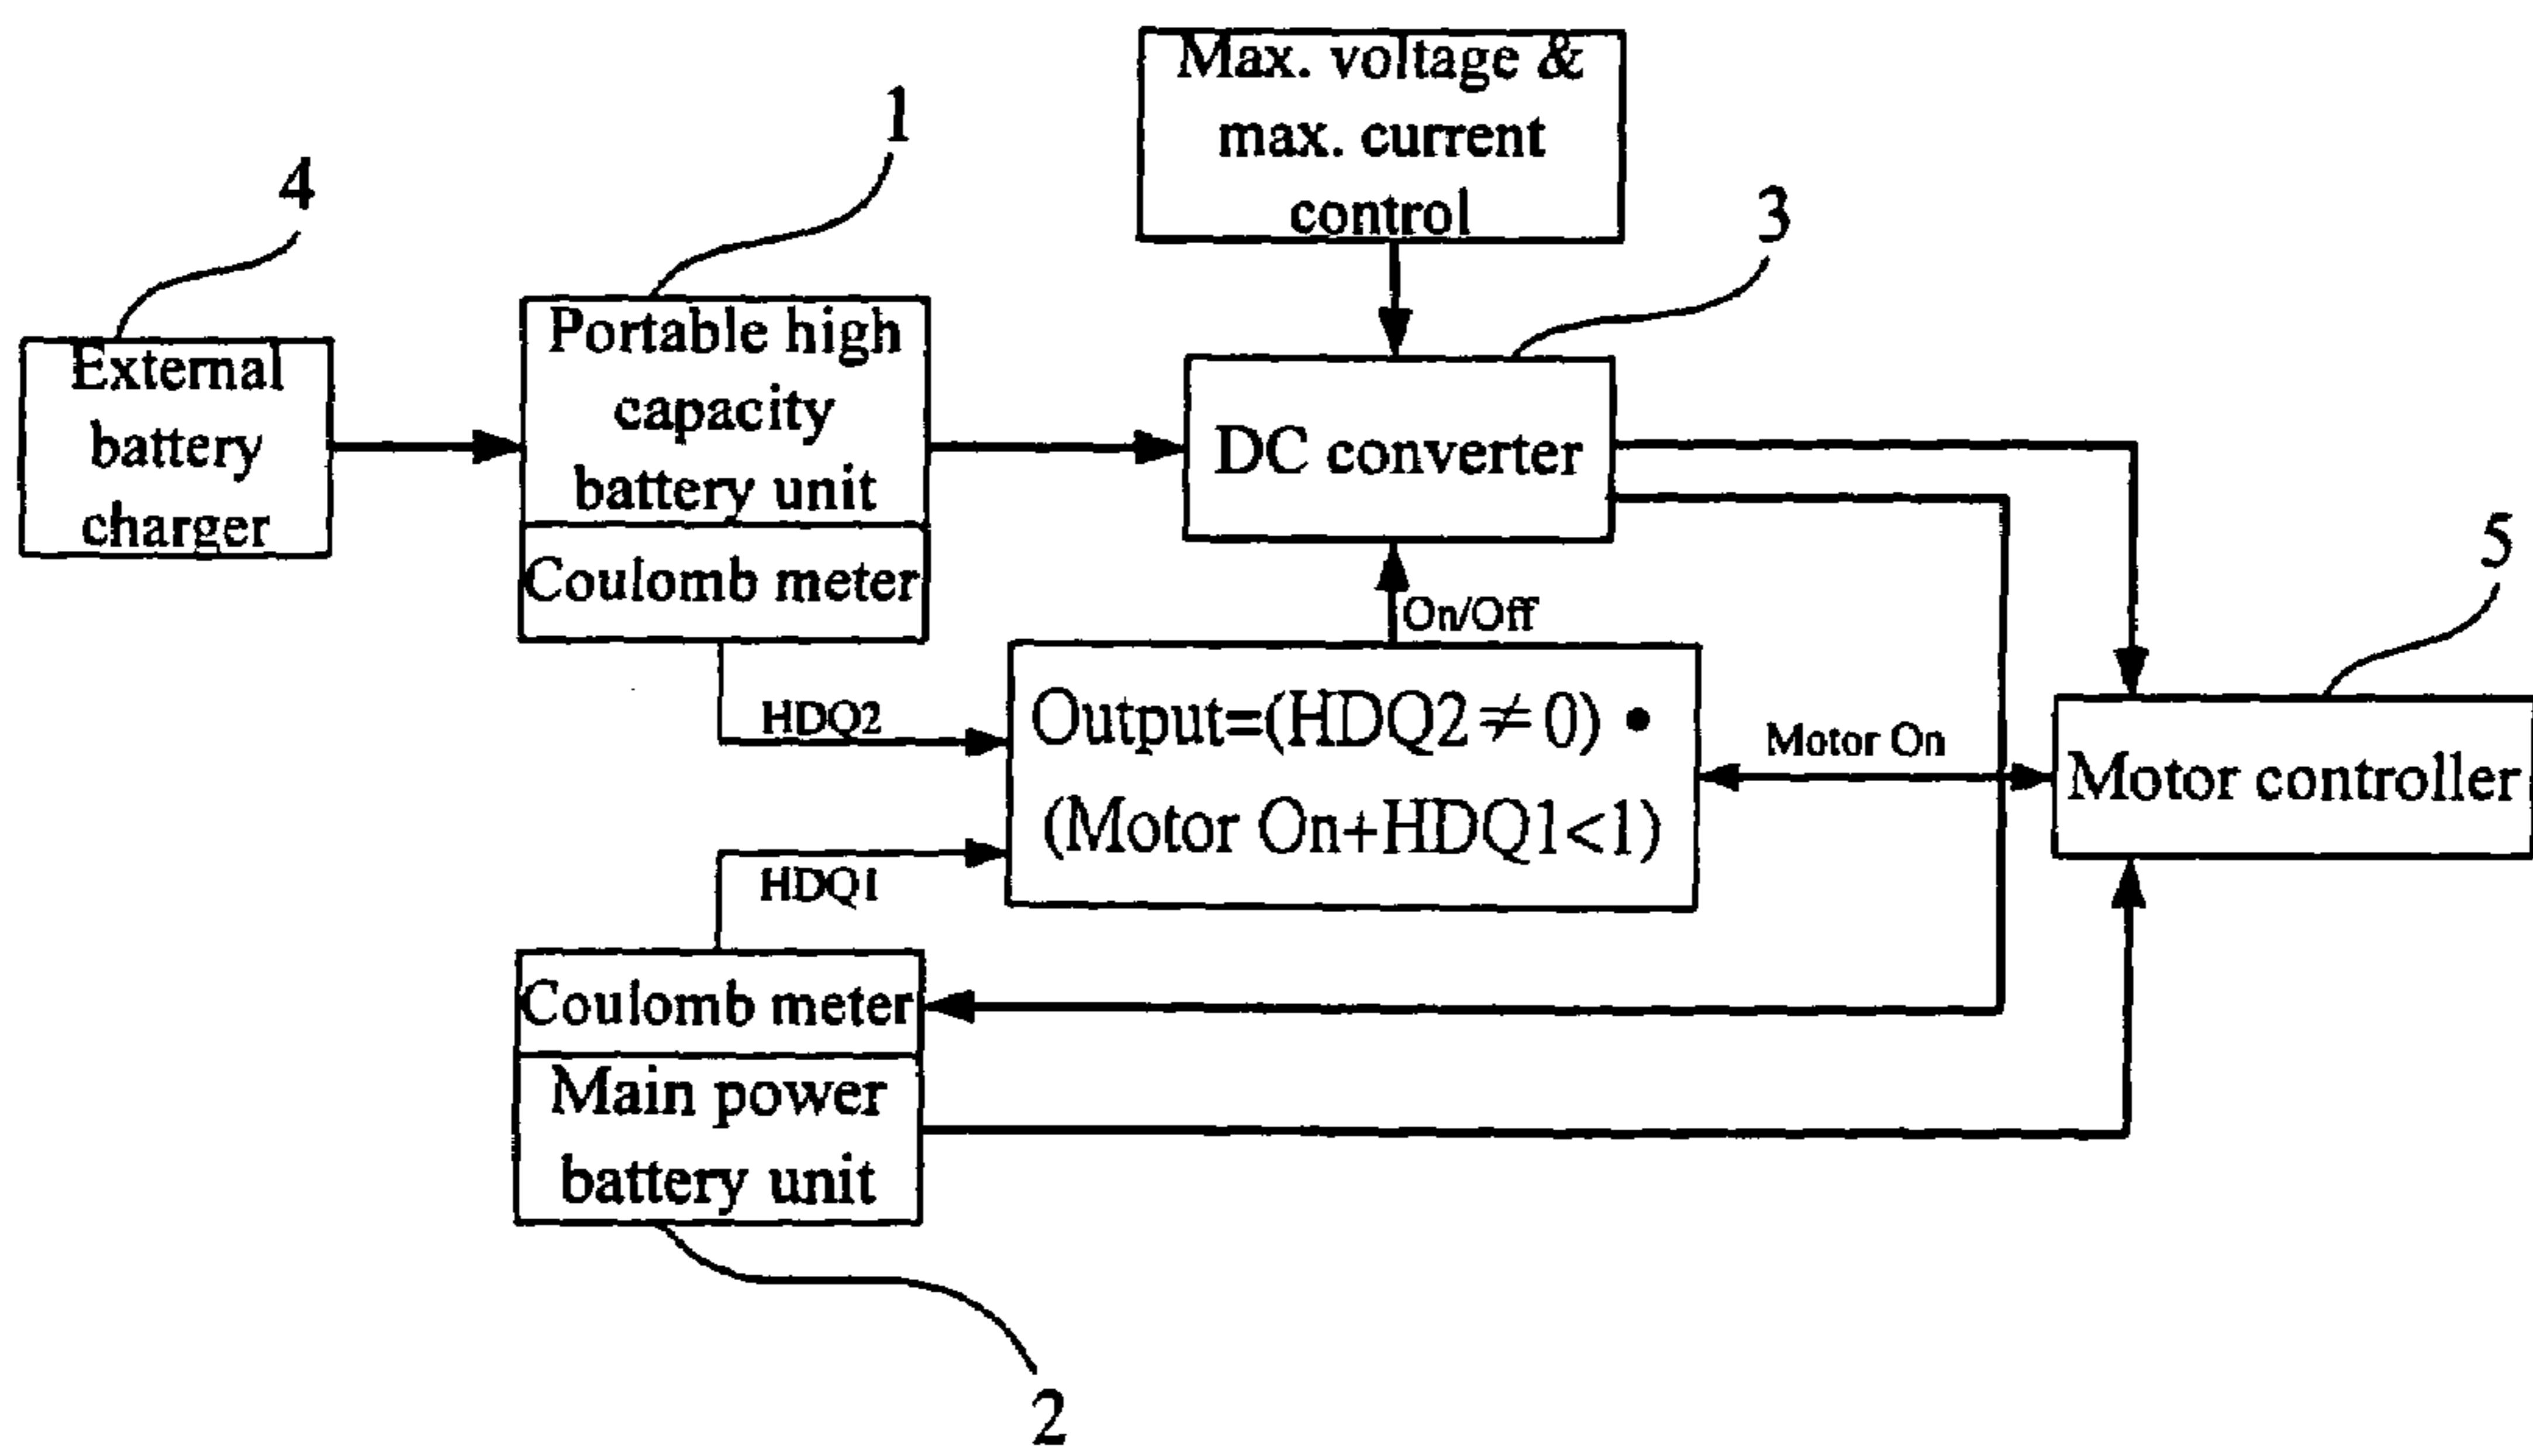 Max. voltage &
max. current
control
1
4
3
Portable high
capacity
battery unit
External
battery
charger
DC converter
Coulomb meter
On/Off
5
HDQ2
Output=(HDQ2≠0) •
(Motor On+HDQ1<1)
Motor On
Motor controller
HDQ1
Coulomb meter
Main power
battery unit
2